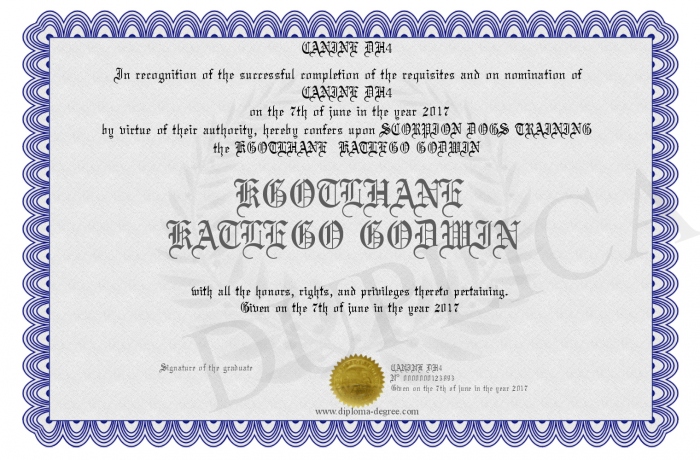 CANINE DH4
In recognition of the successful completion of the requisites and on nomination of
CANINE DH4
on the 7th of june in the year 2017
by virtue of their authority, hereby confers upon SCORPION DOGS TRAINING
the KGOTLHANE KATLEGO GODWIN
KGOTLHANE
KATLEGO GODWIN
with all the honors, rights, and privileges thereto pertaining.
Given on the 7th of june in the year 2017
Signature of the graduate
CANINE DH4
Nº 0000000123993
Given on the 7th of june in the year 2017
www.diploma-degree.com
DUPLICA